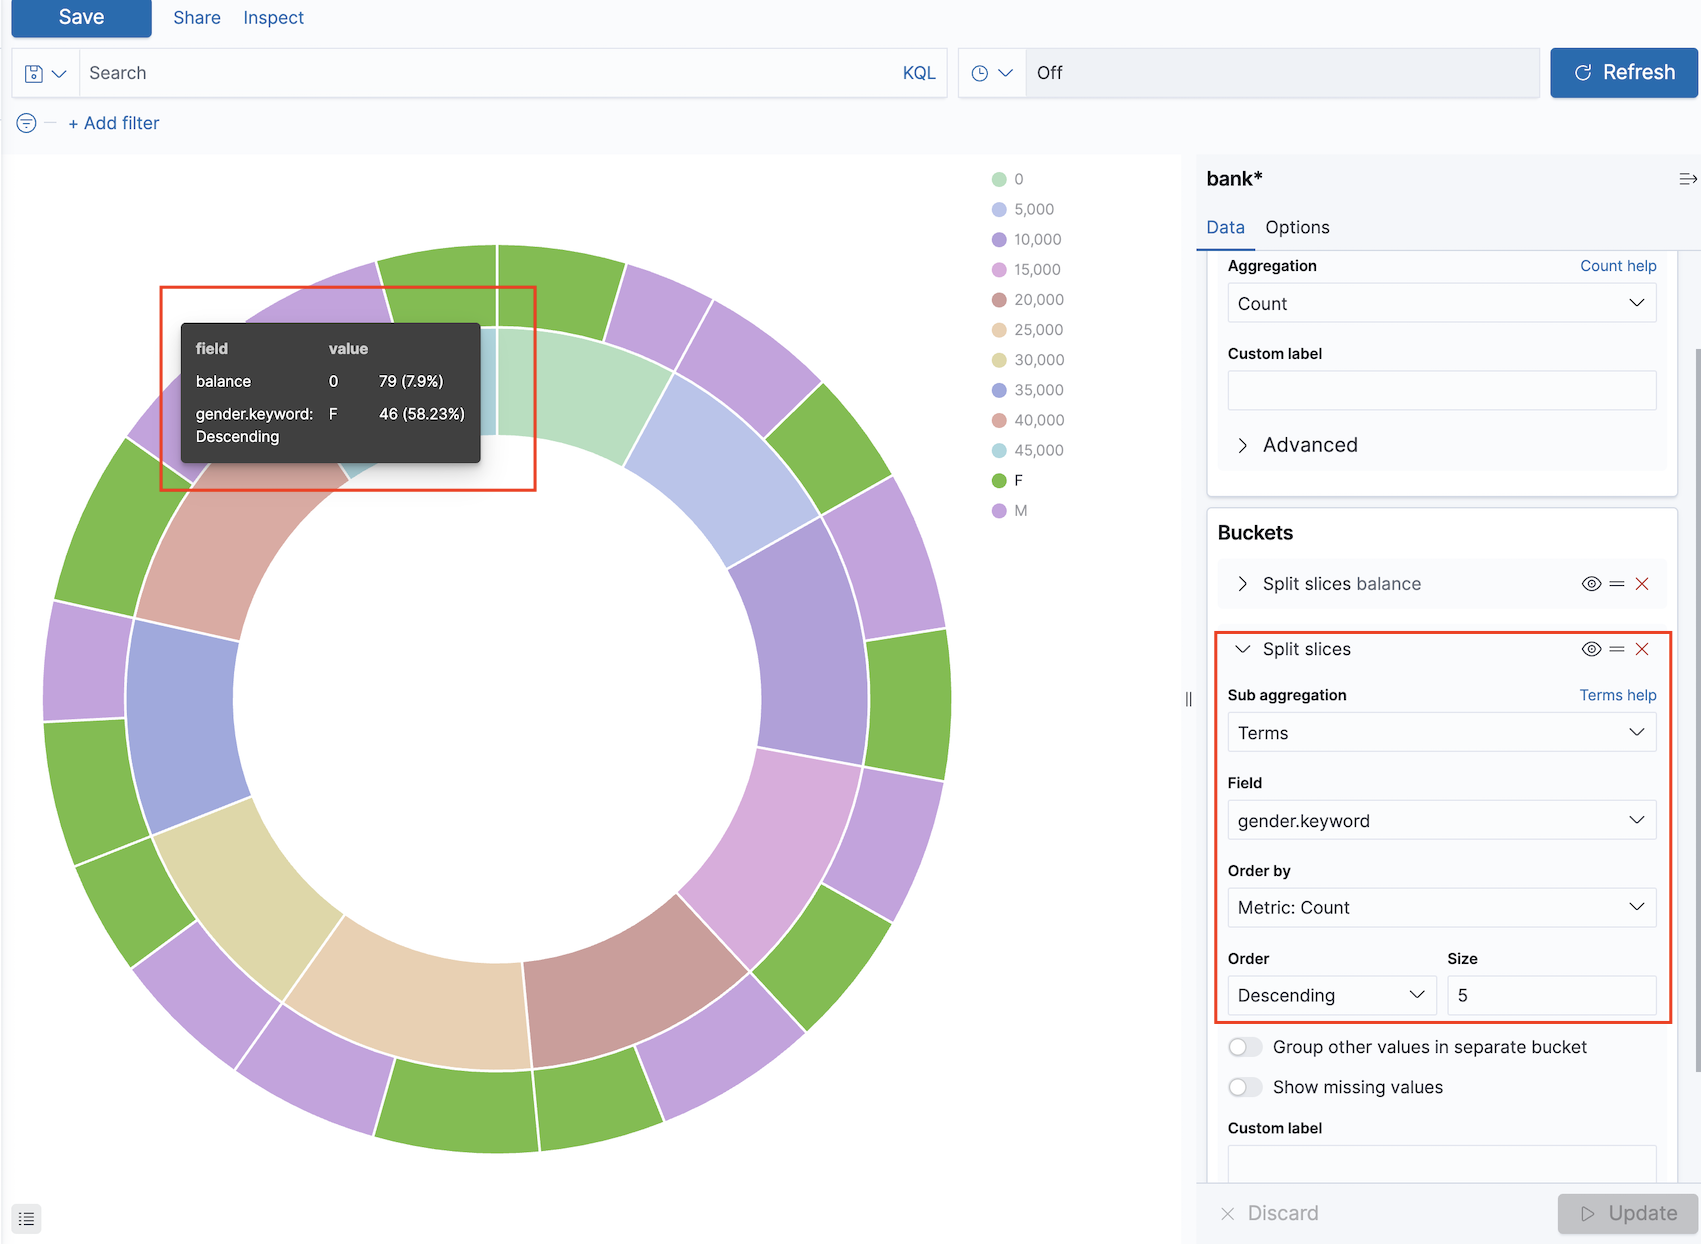 Save Share Inspect
Search KQL Off Refresh
+ Add filter
0
5,000
10,000
15,000
20,000
25,000
30,000
35,000
40,000
45,000
F
M
field value
balance 0 79 (7.9%)
gender.keyword: F 46 (58.23%)
Descending
bank*
Data Options
Aggregation Count help
Count
Custom label
Advanced
Buckets
Split slices balance
Split slices
Sub aggregation Terms help
Terms
Field
gender.keyword
Order by
Metric: Count
Order Size
Descending 5
Group other values in separate bucket
Show missing values
Custom label
Discard Update